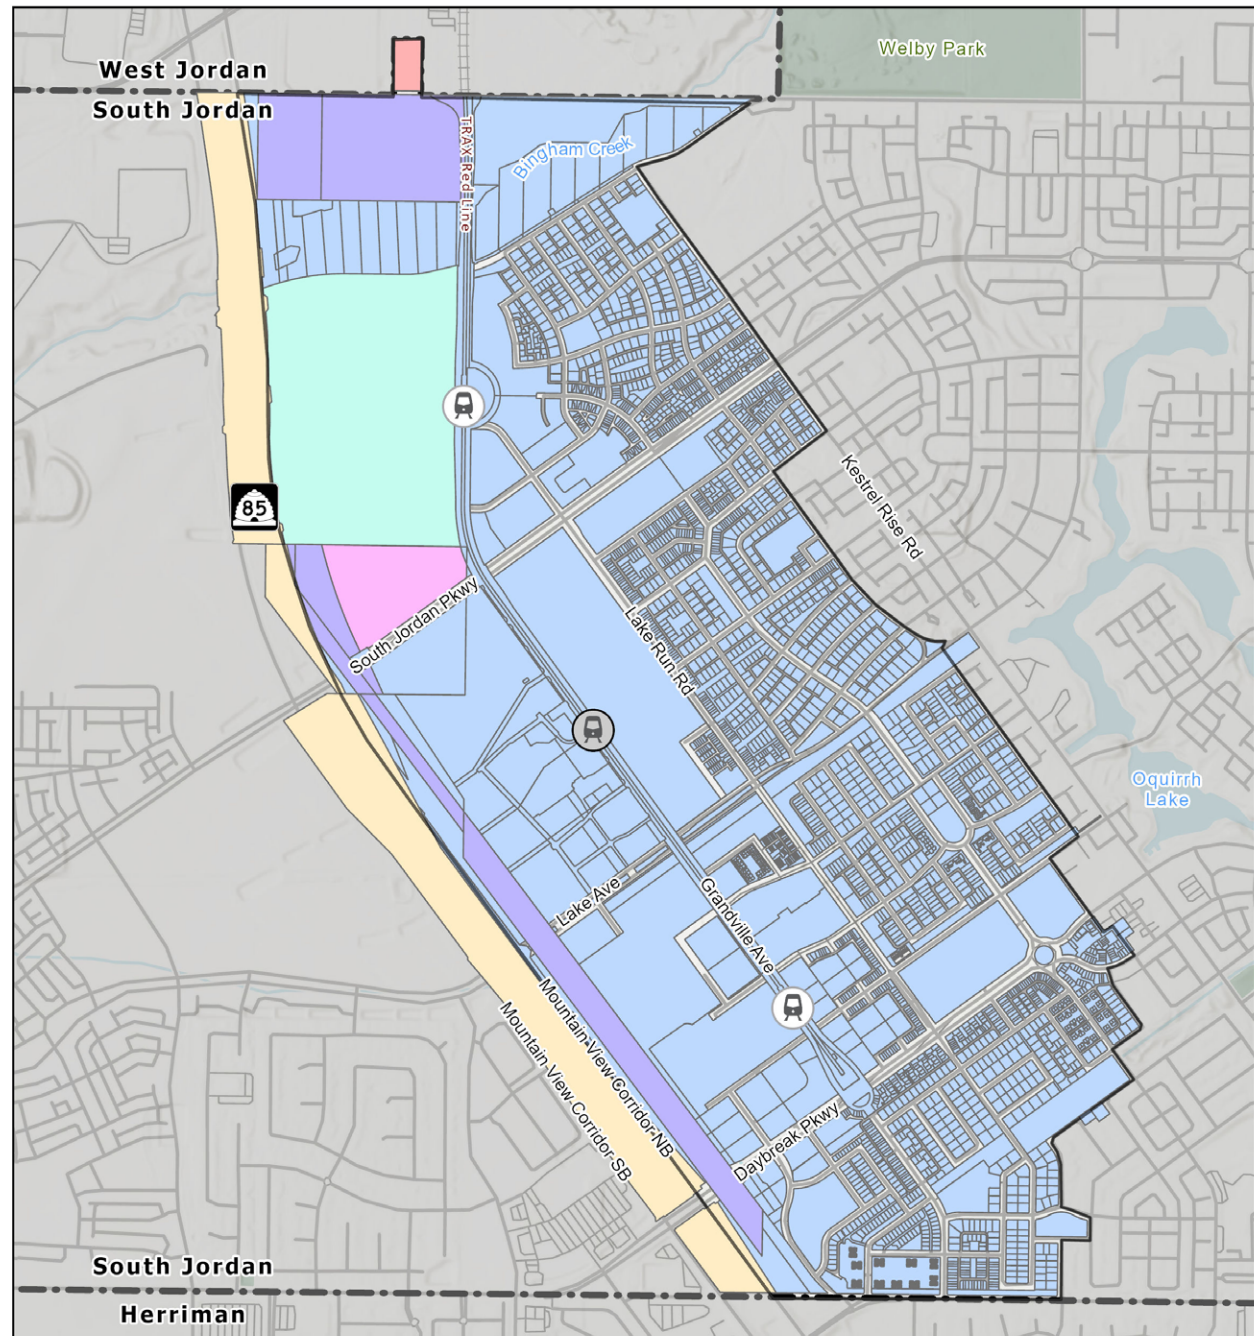 Welby Park
West Jordan
South Jordan
TRAX Red Line
Bingham Creek
Kestrel Rise Rd
85
South Jordan Pkwy
Lake Run Rd
Oquirrh
Lake
Lake Ave
Grandville Ave
Mountain View Corridor NB
Mountain View Corridor SB
Daybreak Pkwy
South Jordan
Herriman